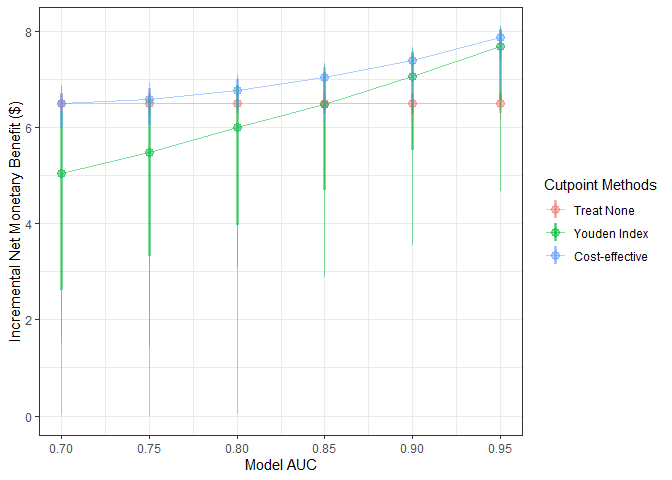 Incremental Net Monetary Benefit ($)
8
6
4
2
0
0.70 0.75 0.80 0.85 0.90 0.95
Model AUC
Cutpoint Methods
Treat None
Youden Index
Cost-effective